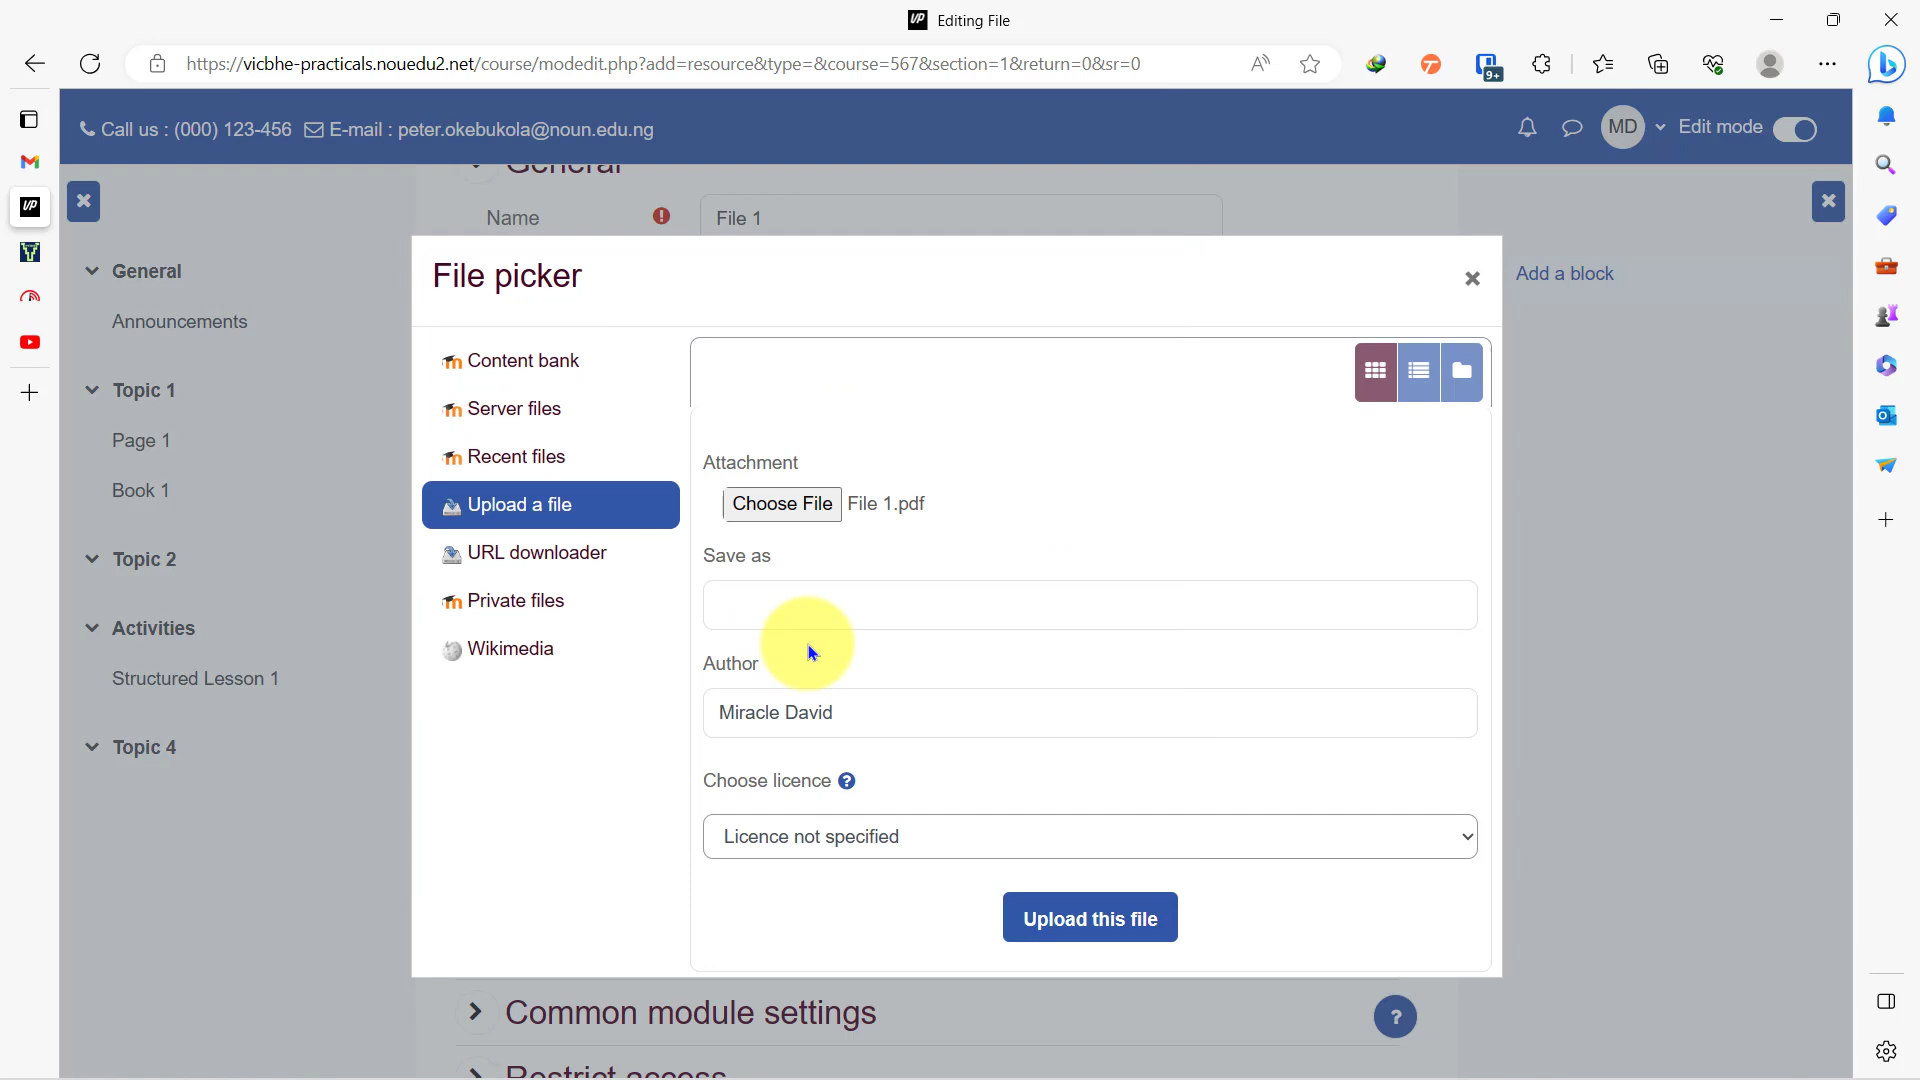 Editing File
https://vicbhe-practicals.nouedu2.net/course/modedit.php?add=resource&type=&course=567&section=1&return=0&sr=0
9+
Call us : (000) 123-456 E-mail : peter.okebukola@noun.edu.ng
MD Edit mode
General
Name File 1
File picker
General
Add a block
Announcements
Content bank
Topic 1
Server files
Page 1
Recent files
Attachment
Book 1
Upload a file
Choose File File 1.pdf
Topic 2
URL downloader
Save as
Private files
Activities
Wikimedia
Author
Structured Lesson 1
Miracle David
Topic 4
Choose licence
Licence not specified
Upload this file
Common module settings
Restrict access